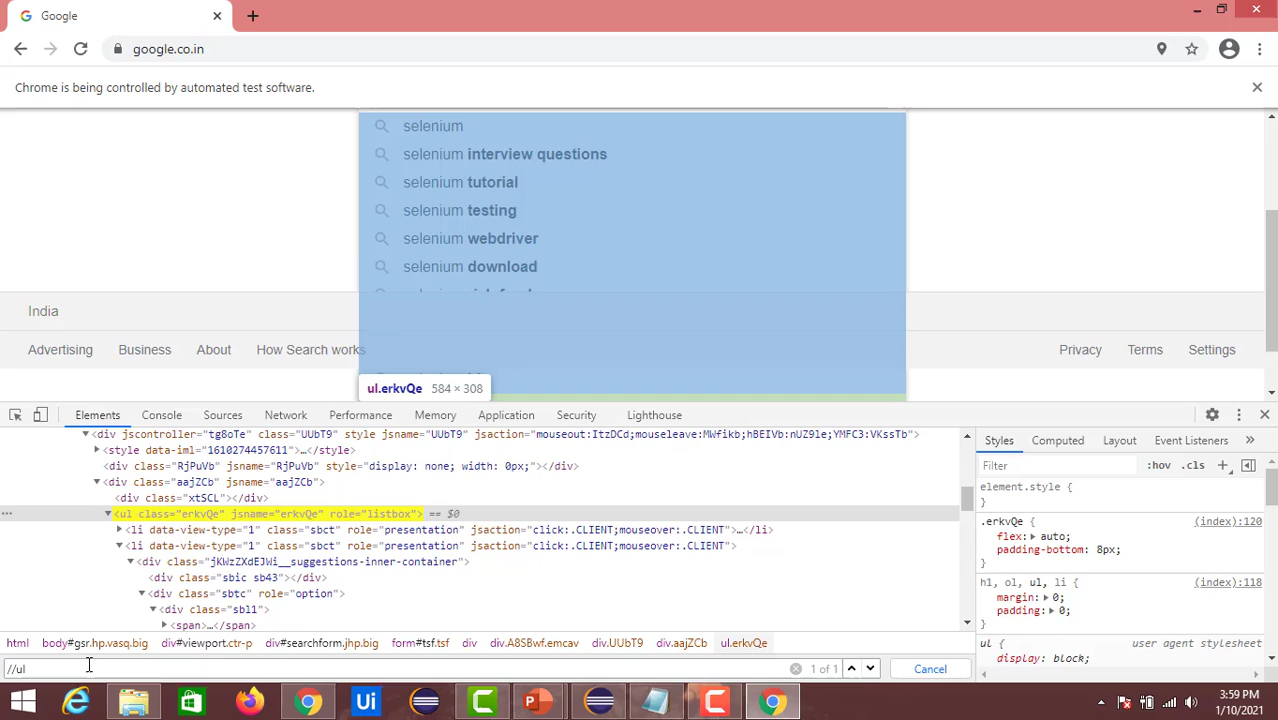 Google
google.co.in
Chrome is being controlled by automated test software.
selenium
selenium interview questions
selenium tutorial
selenium testing
selenium webdriver
selenium download
India
Advertising Business About How Search works Privacy Terms Settings
ul.erkvQe 584 × 308
Elements Console Sources Network Performance Memory Application Security Lighthouse
<div jscontroller="tg8oTe" class="UUbT9" style jsname="UUbT9" jsaction="mouseout:ItzDCd;mouseleave:MWfikb;hBEIVb:nUZ9le;YMFC3:VKssTb">
<style data-iml="1610274457611">…</style>
<div class="RjPuVb" jsname="RjPuVb" style="display: none; width: 0px;"></div>
<div class="aajZCb" jsname="aajZCb">
<div class="xtSCL"></div>
<ul class="erkvQe" jsname="erkvQe" role="listbox"> == $0
<li data-view-type="1" class="sbct" role="presentation" jsaction="click:.CLIENT;mouseover:.CLIENT">…</li>
<li data-view-type="1" class="sbct" role="presentation" jsaction="click:.CLIENT;mouseover:.CLIENT">
<div class="jKWzZXdEJWi__suggestions-inner-container">
<div class="sbic sb43"></div>
<div class="sbtc" role="option">
<div class="sbl1">
<span>…</span>
Styles Computed Layout Event Listeners
Filter :hov .cls
element.style {
}
.erkvQe { (index):120
flex: auto;
padding-bottom: 8px;
}
h1, ol, ul, li { (index):118
margin: 0;
padding: 0;
}
ul { user agent stylesheet
display: block;
html body#gsr.hp.vasq.big div#viewport.ctr-p div#searchform.jhp.big form#tsf.tsf div div.A8SBwf.emcav div.UUbT9 div.aajZCb ul.erkvQe
//ul 1 of 1 Cancel
Ui
3:59 PM
1/10/2021